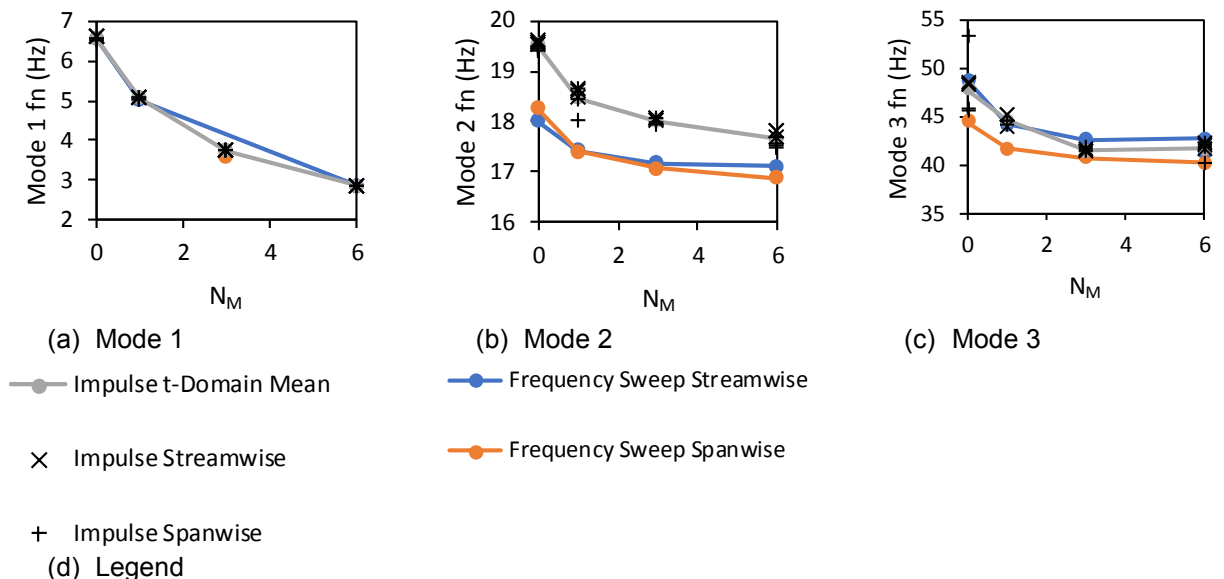 Mode 1 fn (Hz)
7
6
5
4
3
2
0
2
4
6
N_M
(a) Mode 1
Mode 2 fn (Hz)
20
19
18
17
16
0
2
4
6
N_M
(b) Mode 2
Mode 3 fn (Hz)
55
50
45
40
35
0
2
4
6
N_M
(c) Mode 3
Impulse t-Domain Mean
Impulse Streamwise
Impulse Spanwise
Frequency Sweep Streamwise
Frequency Sweep Spanwise
(d) Legend